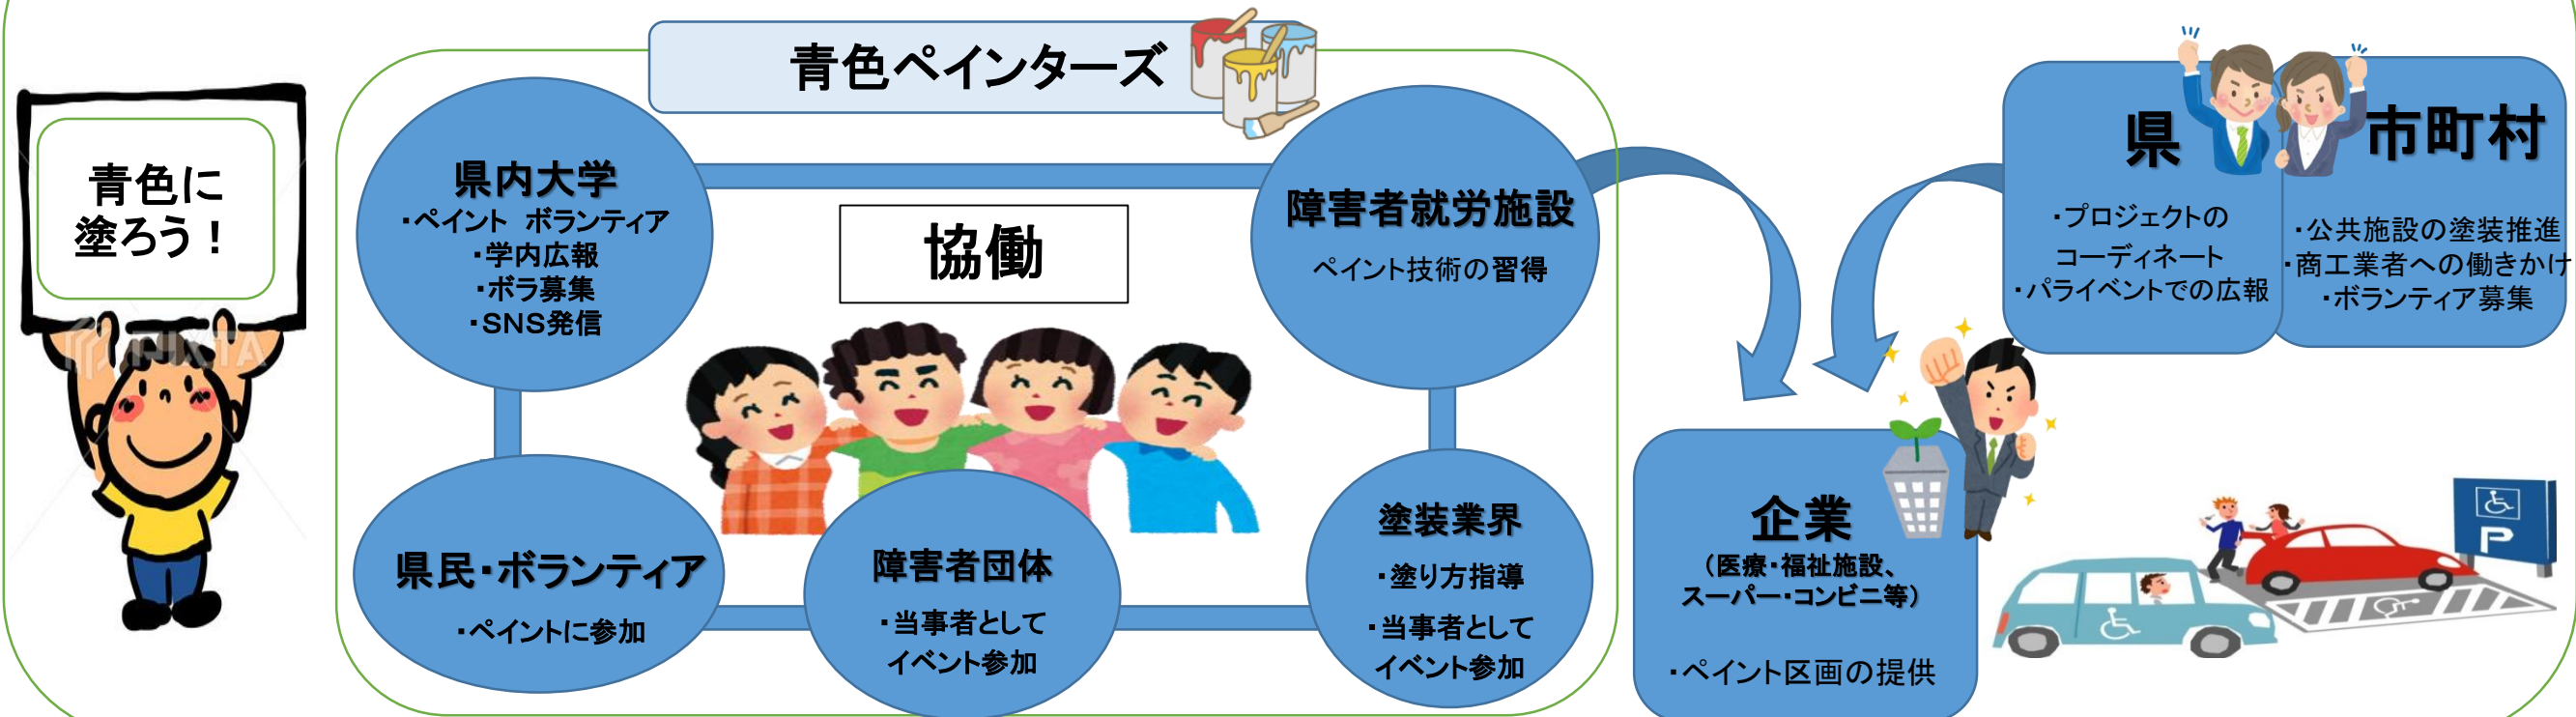 青色ペインターズ
青色に
塗ろう！
県内大学
・ペイント ボランティア
・学内広報
・ボラ募集
・SNS発信
協働
障害者就労施設
ペイント技術の習得
県民・ボランティア
・ペイントに参加
障害者団体
・当事者として
イベント参加
塗装業界
・塗り方指導
・当事者として
イベント参加
県
・プロジェクトの
コーディネート
・パライベントでの広報
市町村
・公共施設の塗装推進
・商工業者への働きかけ
・ボランティア募集
企業
（医療・福祉施設、
スーパー・コンビニ等）
・ペイント区画の提供
P
PIXTA